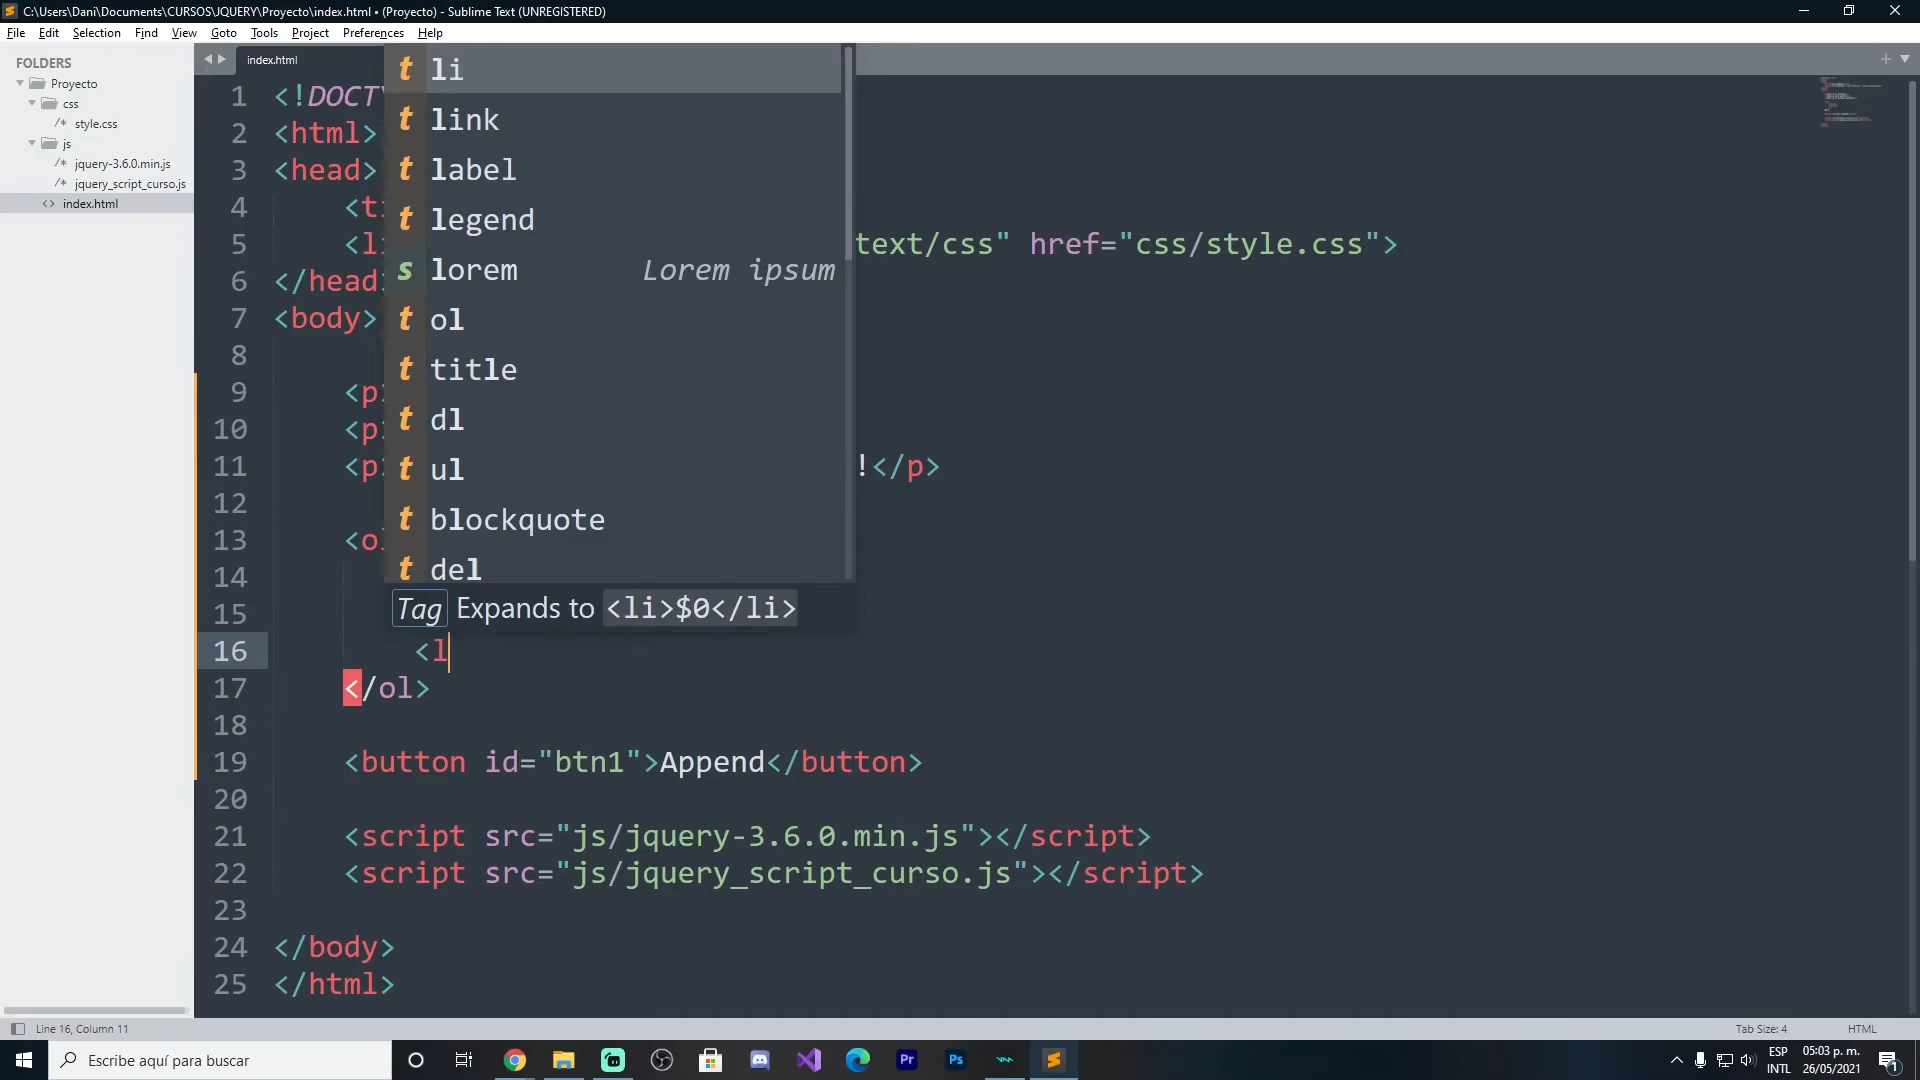 C:\Users\Dani\Documents\CURSOS\JQUERY\Proyecto\index.html • (Proyecto) - Sublime Text (UNREGISTERED)
File Edit Selection Find View Goto Tools Project Preferences Help
FOLDERS
Proyecto
css
/* style.css
js
/* jquery-3.6.0.min.js
/* jquery_script_curso.js
<> index.html
index.html
1 <!DOCTY
2 <html>
3 <head>
4 <ti
5 <li text/css" href="css/style.css">
6 </head>
7 <body>
8
9 <p>
10 <p>
11 <p> !</p>
12
13 <ol
14
15
16 <l
17 </ol>
18
19 <button id="btn1">Append</button>
20
21 <script src="js/jquery-3.6.0.min.js"></script>
22 <script src="js/jquery_script_curso.js"></script>
23
24 </body>
25 </html>
t li
t link
t label
t legend
s lorem Lorem ipsum
t ol
t title
t dl
t ul
t blockquote
t del
Tag Expands to <li>$0</li>
Line 16, Column 11
Tab Size: 4
HTML
Escribe aquí para buscar
Pr
Ps
ESP
INTL
05:03 p. m.
26/05/2021
1